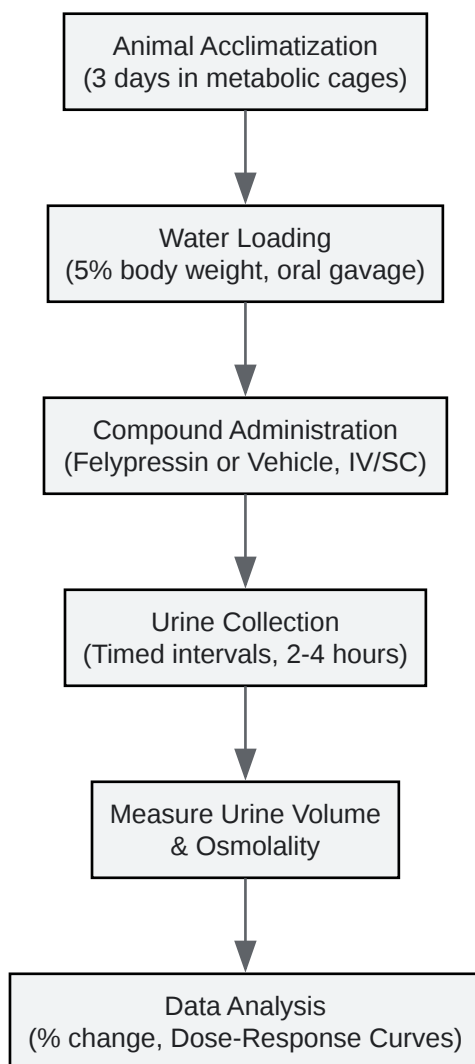 Animal Acclimatization
(3 days in metabolic cages)
Water Loading
(5% body weight, oral gavage)
Compound Administration
(Felypressin or Vehicle, IV/SC)
Urine Collection
(Timed intervals, 2-4 hours)
Measure Urine Volume
& Osmolality
Data Analysis
(% change, Dose-Response Curves)